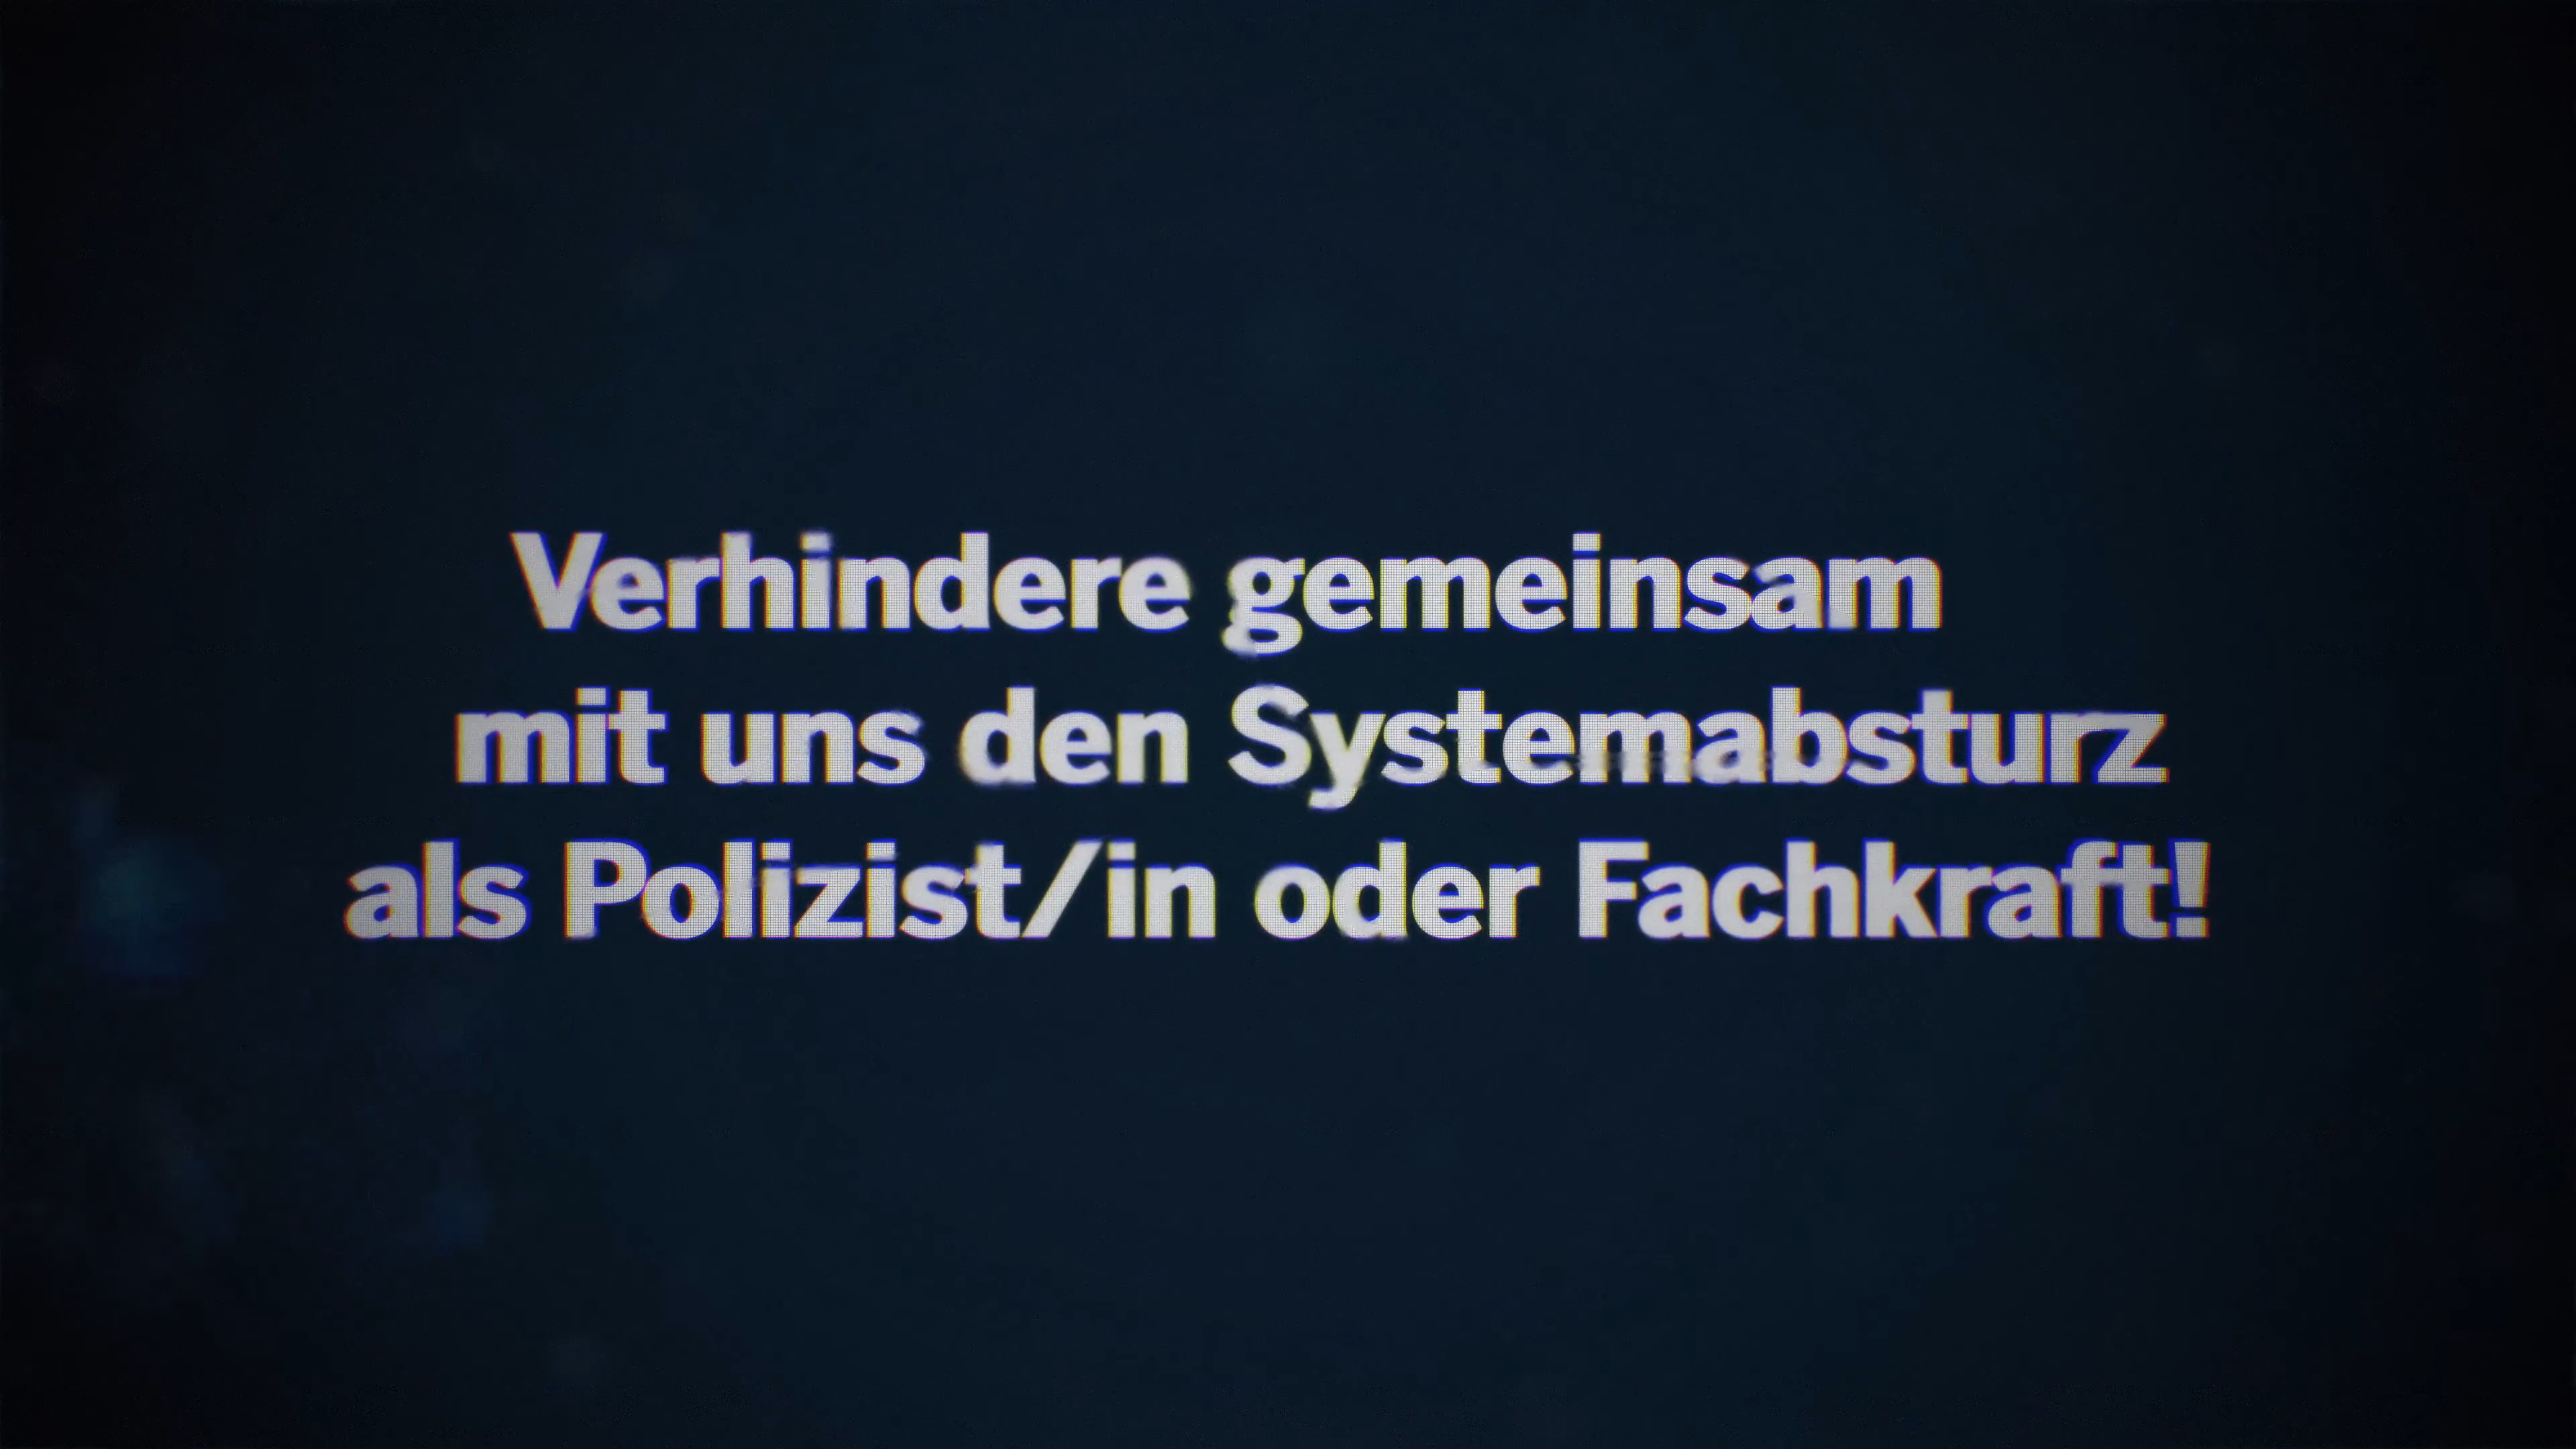 Verhindere gemeinsam
mit uns den Systemabsturz
als Polizist/in oder Fachkraft!